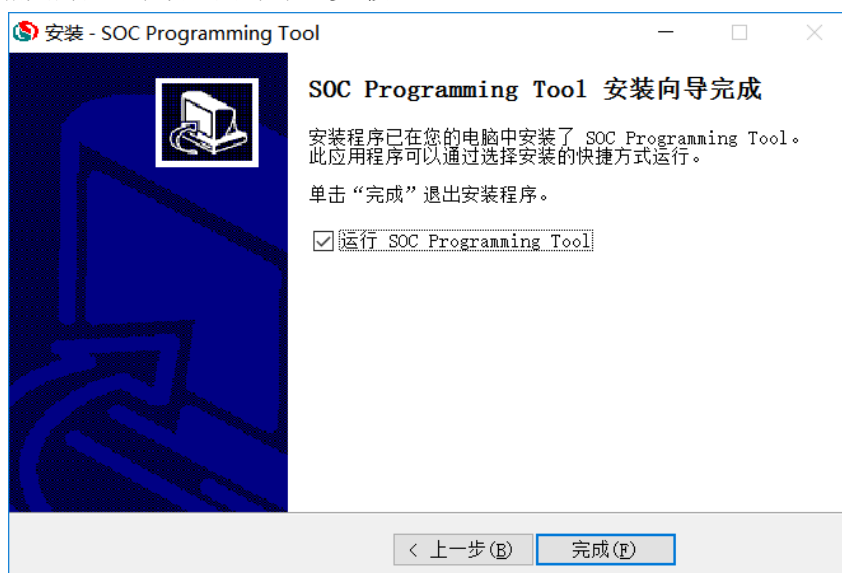 安装 - SOC Programming Tool
SOC Programming Tool 安装向导完成
安装程序已在您的电脑中安装了 SOC Programming Tool。
此应用程序可以通过选择安装的快捷方式运行。
单击“完成”退出安装程序。
运行 SOC Programming Tool
< 上一步(B)
完成(F)